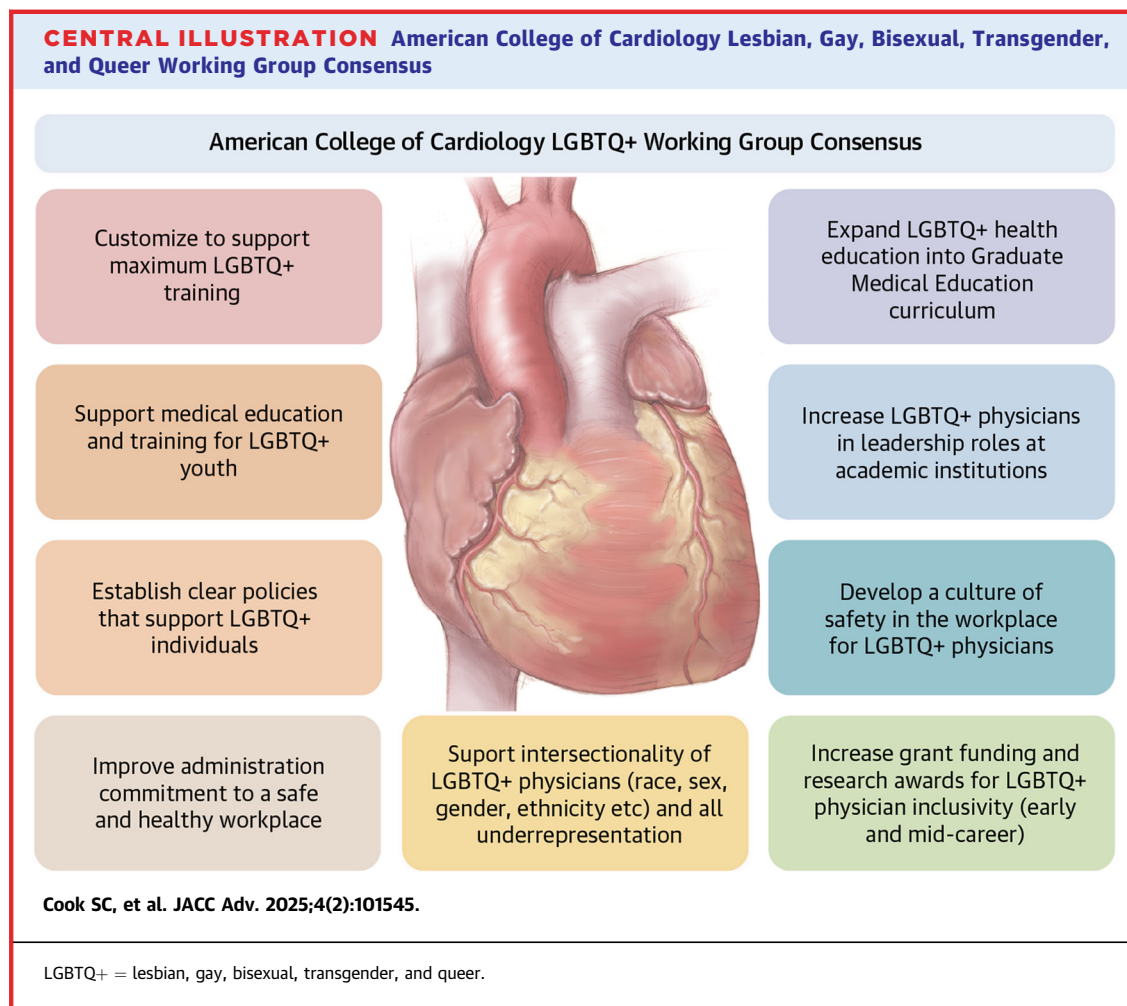 CENTRAL ILLUSTRATION American College of Cardiology Lesbian, Gay, Bisexual, Transgender,
and Queer Working Group Consensus
American College of Cardiology LGBTQ+ Working Group Consensus
Customize to support
maximum LGBTQ+
training
Support medical education
and training for LGBTQ+
youth
Establish clear policies
that support LGBTQ+
individuals
Improve administration
commitment to a safe
and healthy workplace
Suport intersectionality of
LGBTQ+ physicians (race, sex,
gender, ethnicity etc) and all
underrepresentation
Expand LGBTQ+ health
education into Graduate
Medical Education
curriculum
Increase LGBTQ+ physicians
in leadership roles at
academic institutions
Develop a culture of
safety in the workplace
for LGBTQ+ physicians
Increase grant funding and
research awards for LGBTQ+
physician inclusivity (early
and mid-career)
Cook SC, et al. JACC Adv. 2025;4(2):101545.
LGBTQ+ = lesbian, gay, bisexual, transgender, and queer.